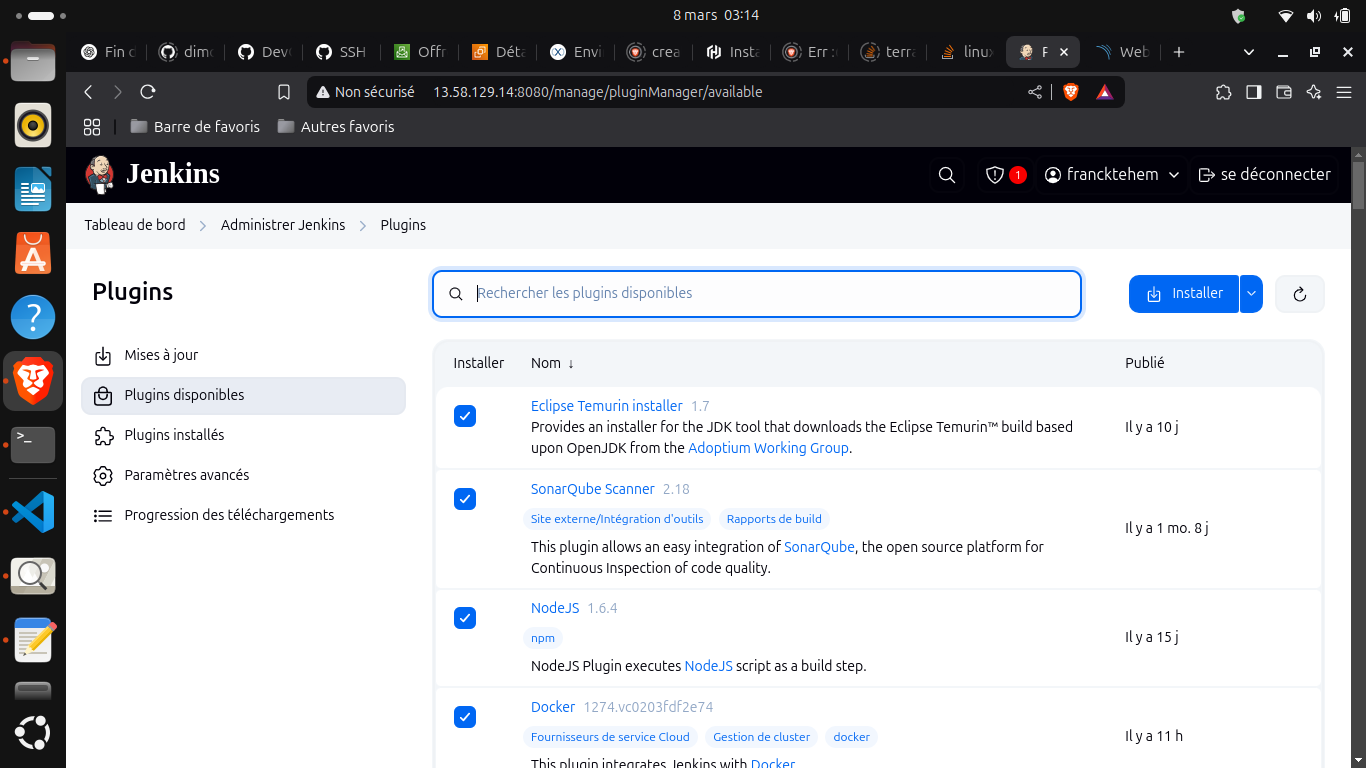 8 mars 03:14
Fin d
dimo
Dev
SSH
Offr
Déta
Envi
crea
Insta
Err :
terra
linux
Web
Non sécurisé 13.58.129.14:8080/manage/pluginManager/available
Barre de favoris
Autres favoris
Jenkins
1
francktehem
se déconnecter
Tableau de bord
Administrer Jenkins
Plugins
Plugins
Rechercher les plugins disponibles
Installer
Mises à jour
Plugins disponibles
Plugins installés
Paramètres avancés
Progression des téléchargements
Installer Nom ↓ Publié
Eclipse Temurin installer 1.7
Provides an installer for the JDK tool that downloads the Eclipse Temurin™ build based
upon OpenJDK from the Adoptium Working Group.
Il y a 10 j
SonarQube Scanner 2.18
Site externe/Intégration d'outils Rapports de build
This plugin allows an easy integration of SonarQube, the open source platform for
Continuous Inspection of code quality.
Il y a 1 mo. 8 j
NodeJS 1.6.4
npm
NodeJS Plugin executes NodeJS script as a build step.
Il y a 15 j
Docker 1274.vc0203fdf2e74
Fournisseurs de service Cloud Gestion de cluster docker
This plugin integrates Jenkins with Docker
Il y a 11 h